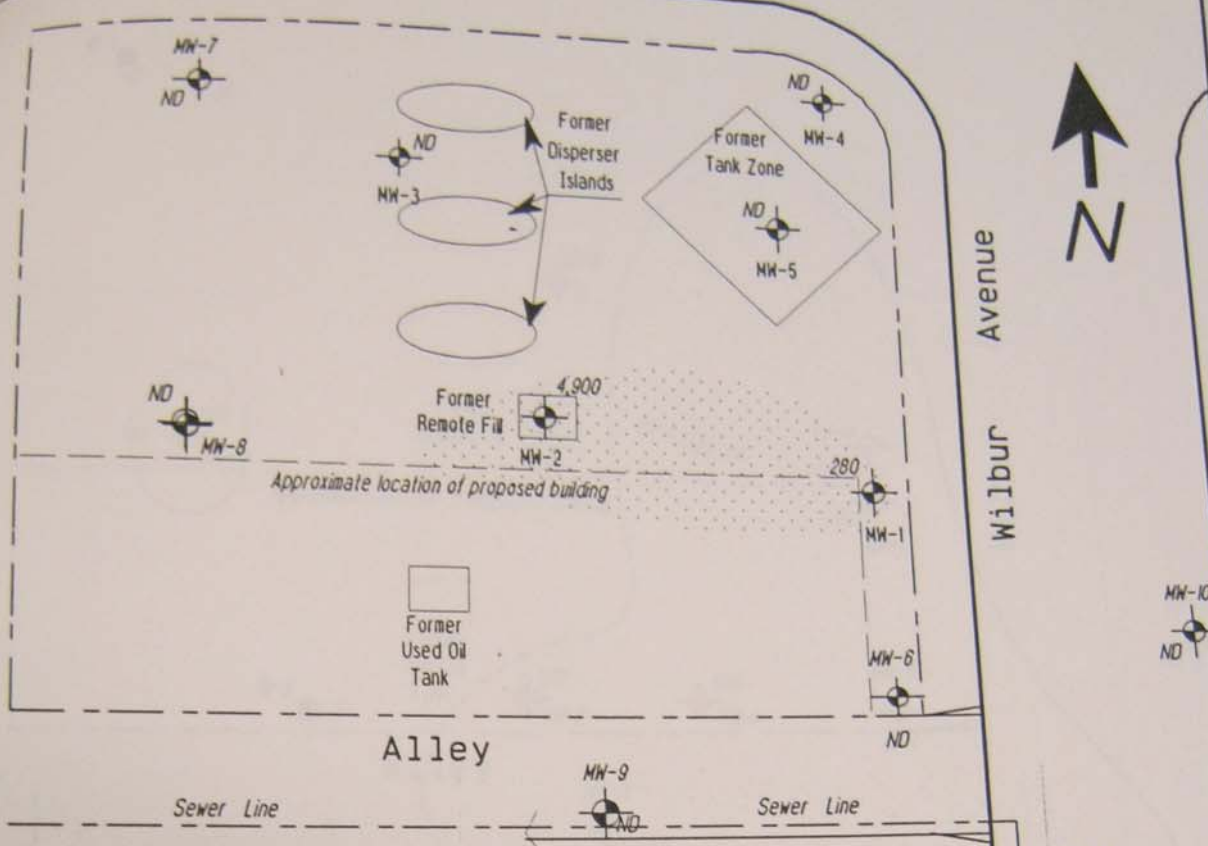 MW-7
ND
ND
MW-3
Former
Disperser
Islands
ND
MW-4
Former
Tank Zone
ND
MW-5
N
Wilbur Avenue
ND
MW-8
Former
Remote Fill
4,900
MW-2
280
MW-1
Approximate location of proposed building
Former
Used Oil
Tank
MW-6
ND
MW-10
ND
Alley
MW-9
ND
Sewer Line
Sewer Line